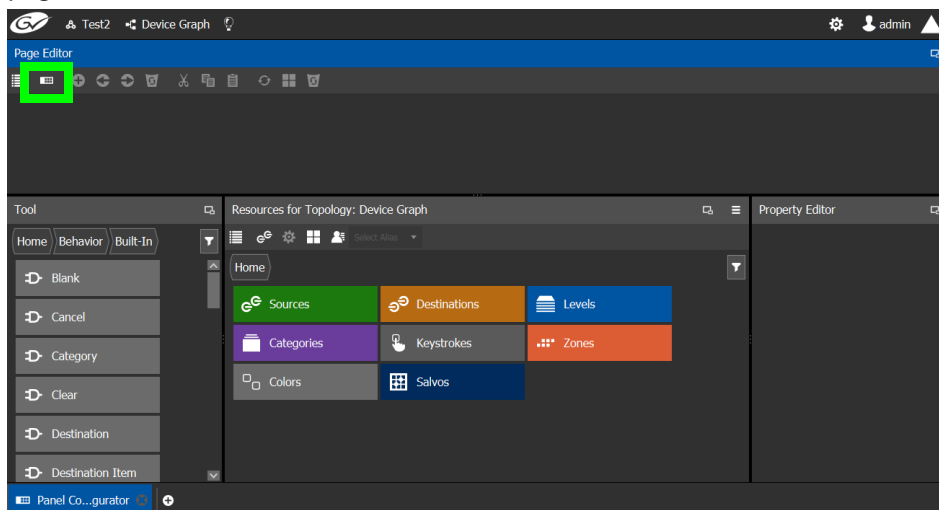 GV Test2 Device Graph admin
Page Editor
Tool
Resources for Topology: Device Graph
Property Editor
Home Behavior Built-In
Select Alias
Home
Blank
Cancel
Category
Clear
Destination
Destination Item
Sources Destinations Levels
Categories Keystrokes Zones
Colors Salvos
Panel Co...gurator